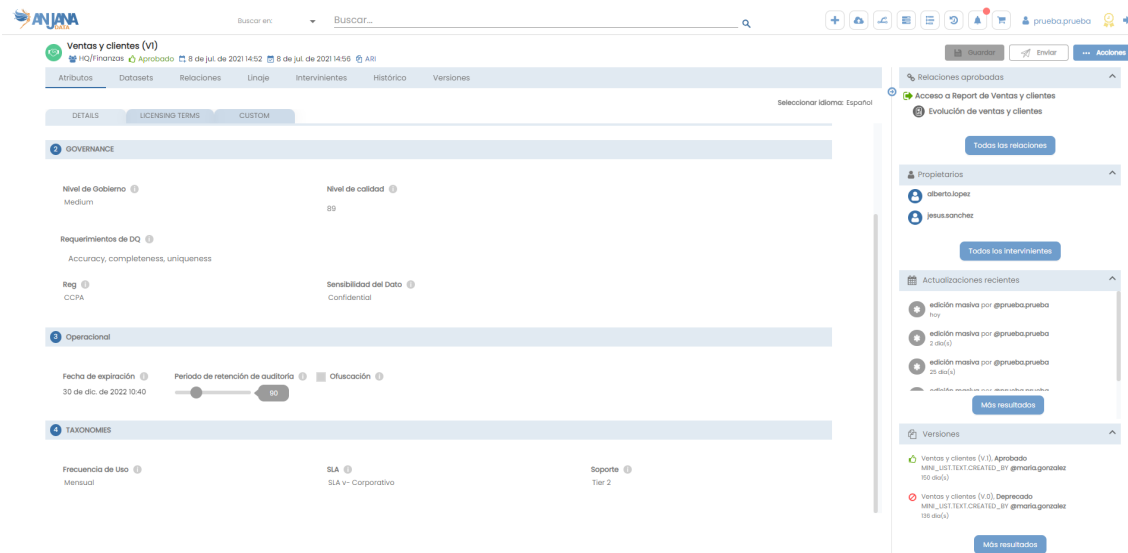 ANJANA
DATA
Buscar en:
Buscar...
prueba.prueba
Ventas y clientes (V1)
HQ/Finanzas Aprobado 8 de jul. de 2021 14:52 8 de jul. de 2021 14:56 ARI
Guardar
Enviar
Acciones
Atributos Datasets Relaciones Linaje Intervinientes Histórico Versiones
Seleccionar idioma: Español
DETAILS LICENSING TERMS CUSTOM
2 GOVERNANCE
Nivel de Gobierno Nivel de calidad
Medium 89
Requerimientos de DQ
Accuracy, completeness, uniqueness
Reg Sensibilidad del Dato
CCPA Confidential
3 Operacional
Fecha de expiración Periodo de retención de auditoría Ofuscación
30 de dic. de 2022 10:40 90
4 TAXONOMIES
Frecuencia de Uso SLA Soporte
Mensual SLA v- Corporativo Tier 2
Relaciones aprobadas
Acceso a Report de Ventas y clientes
Evolución de ventas y clientes
Todas las relaciones
Propietarios
alberto.lopez
jesus.sanchez
Todos los intervinientes
Actualizaciones recientes
edición masiva por @prueba.prueba
hoy
edición masiva por @prueba.prueba
2 día(s)
edición masiva por @prueba.prueba
25 día(s)
edición masiva por @prueba.prueba
Más resultados
Versiones
Ventas y clientes (V.1), Aprobado
MINI_LIST.TEXT.CREATED_BY @maria.gonzalez
150 día(s)
Ventas y clientes (V.0), Deprecado
MINI_LIST.TEXT.CREATED_BY @maria.gonzalez
136 día(s)
Más resultados